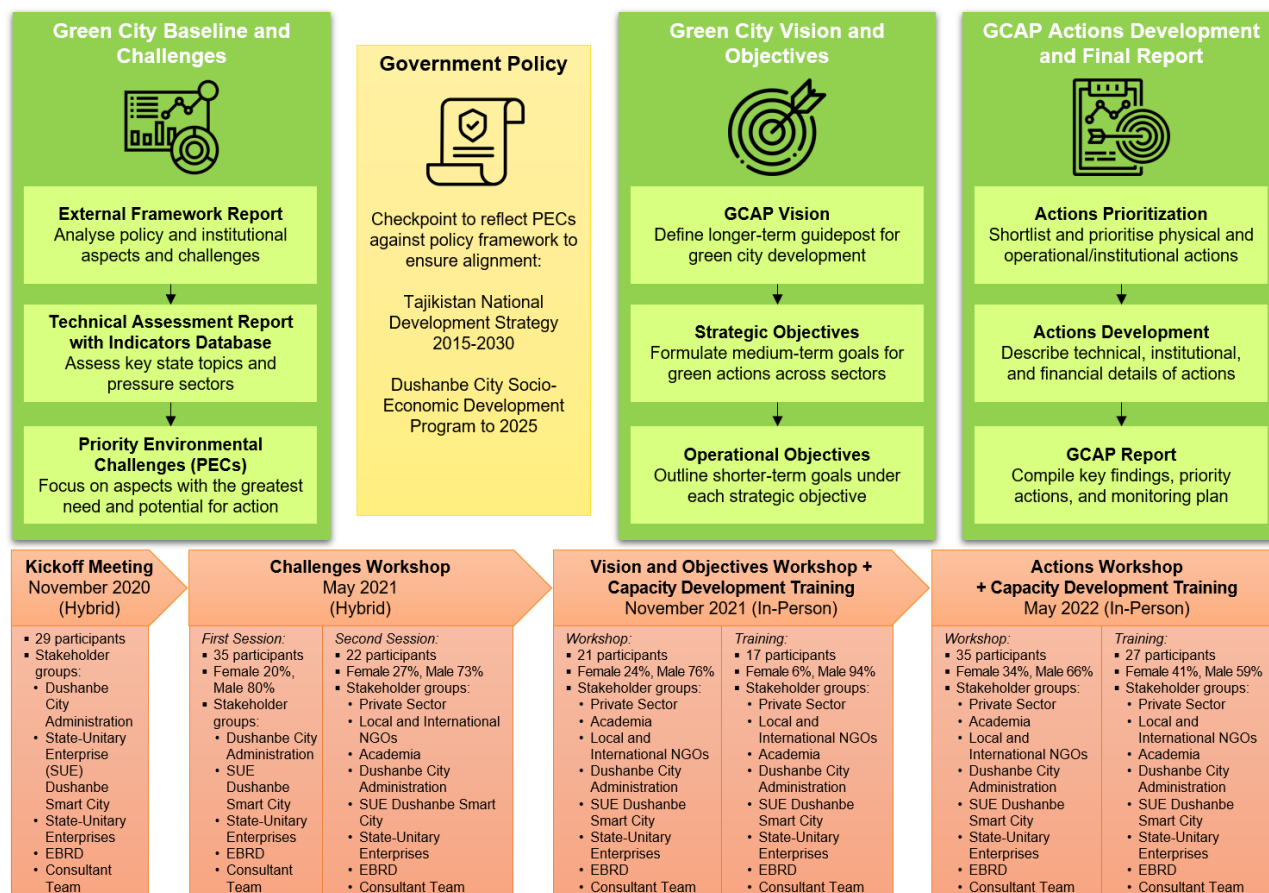 Green City Baseline and
Challenges
External Framework Report
Analyse policy and institutional
aspects and challenges
Technical Assessment Report
with Indicators Database
Assess key state topics and
pressure sectors
Priority Environmental
Challenges (PECs)
Focus on aspects with the greatest
need and potential for action
Government Policy
Checkpoint to reflect PECs
against policy framework to
ensure alignment:
Tajikistan National
Development Strategy
2015-2030
Dushanbe City Socio-
Economic Development
Program to 2025
Green City Vision and
Objectives
GCAP Vision
Define longer-term guidepost for
green city development
Strategic Objectives
Formulate medium-term goals for
green actions across sectors
Operational Objectives
Outline shorter-term goals under
each strategic objective
GCAP Actions Development
and Final Report
Actions Prioritization
Shortlist and prioritise physical and
operational/institutional actions
Actions Development
Describe technical, institutional,
and financial details of actions
GCAP Report
Compile key findings, priority
actions, and monitoring plan
Kickoff Meeting
November 2020
(Hybrid)
▪ 29 participants
▪ Stakeholder
groups:
• Dushanbe
City
Administration
• State-Unitary
Enterprise
(SUE)
Dushanbe
Smart City
• State-Unitary
Enterprises
• EBRD
• Consultant
Team
Challenges Workshop
May 2021
(Hybrid)
First Session:
▪ 35 participants
▪ Female 20%,
Male 80%
▪ Stakeholder
groups:
• Dushanbe City
Administration
• SUE
Dushanbe
Smart City
• State-Unitary
Enterprises
• EBRD
• Consultant
Team
Second Session:
▪ 22 participants
▪ Female 27%, Male 73%
▪ Stakeholder groups:
• Private Sector
• Local and International
NGOs
• Academia
• Dushanbe City
Administration
• SUE Dushanbe Smart
City
• State-Unitary
Enterprises
• EBRD
• Consultant Team
Vision and Objectives Workshop +
Capacity Development Training
November 2021 (In-Person)
Workshop:
▪ 21 participants
▪ Female 24%, Male 76%
▪ Stakeholder groups:
• Private Sector
• Academia
• Local and
International NGOs
• Dushanbe City
Administration
• SUE Dushanbe
Smart City
• State-Unitary
Enterprises
• EBRD
• Consultant Team
Training:
▪ 17 participants
▪ Female 6%, Male 94%
▪ Stakeholder groups:
• Private Sector
• Local and
International NGOs
• Academia
• Dushanbe City
Administration
• SUE Dushanbe
Smart City
• State-Unitary
Enterprises
• EBRD
• Consultant Team
Actions Workshop
+ Capacity Development Training
May 2022 (In-Person)
Workshop:
▪ 35 participants
▪ Female 34%, Male 66%
▪ Stakeholder groups:
• Private Sector
• Academia
• Local and
International NGOs
• Dushanbe City
Administration
• SUE Dushanbe
Smart City
• State-Unitary
Enterprises
• EBRD
• Consultant Team
Training:
▪ 27 participants
▪ Female 41%, Male 59%
▪ Stakeholder groups:
• Private Sector
• Local and
International NGOs
• Academia
• Dushanbe City
Administration
• SUE Dushanbe
Smart City
• State-Unitary
Enterprises
• EBRD
• Consultant Team